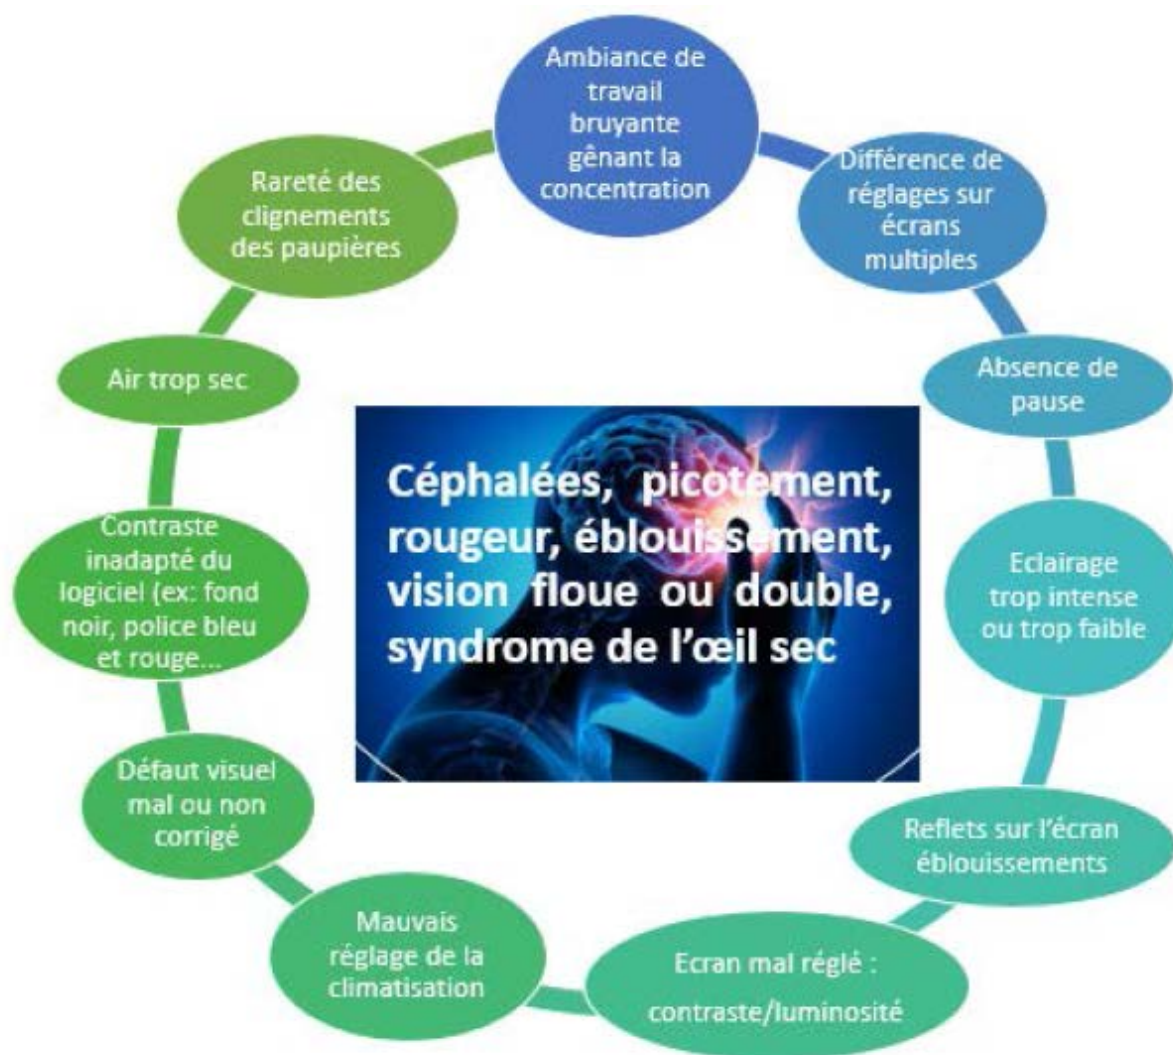 Ambiance de
travail
bruyante
gênant la
concentration
Différence de
réglages sur
écrans
multiples
Absence de
pause
Eclairage
trop intense
ou trop faible
Reflets sur l'écran
éblouissements
Ecran mal réglé :
contraste/luminosité
Mauvais
réglage de la
climatisation
Défaut visuel
mal ou non
corrigé
Contraste
inadapté du
logiciel (ex: fond
noir, police bleu
et rouge...
Air trop sec
Rareté des
clignements
des paupières
Céphalées, picotement,
rougeur, éblouissement,
vision floue ou double,
syndrome de l'œil sec